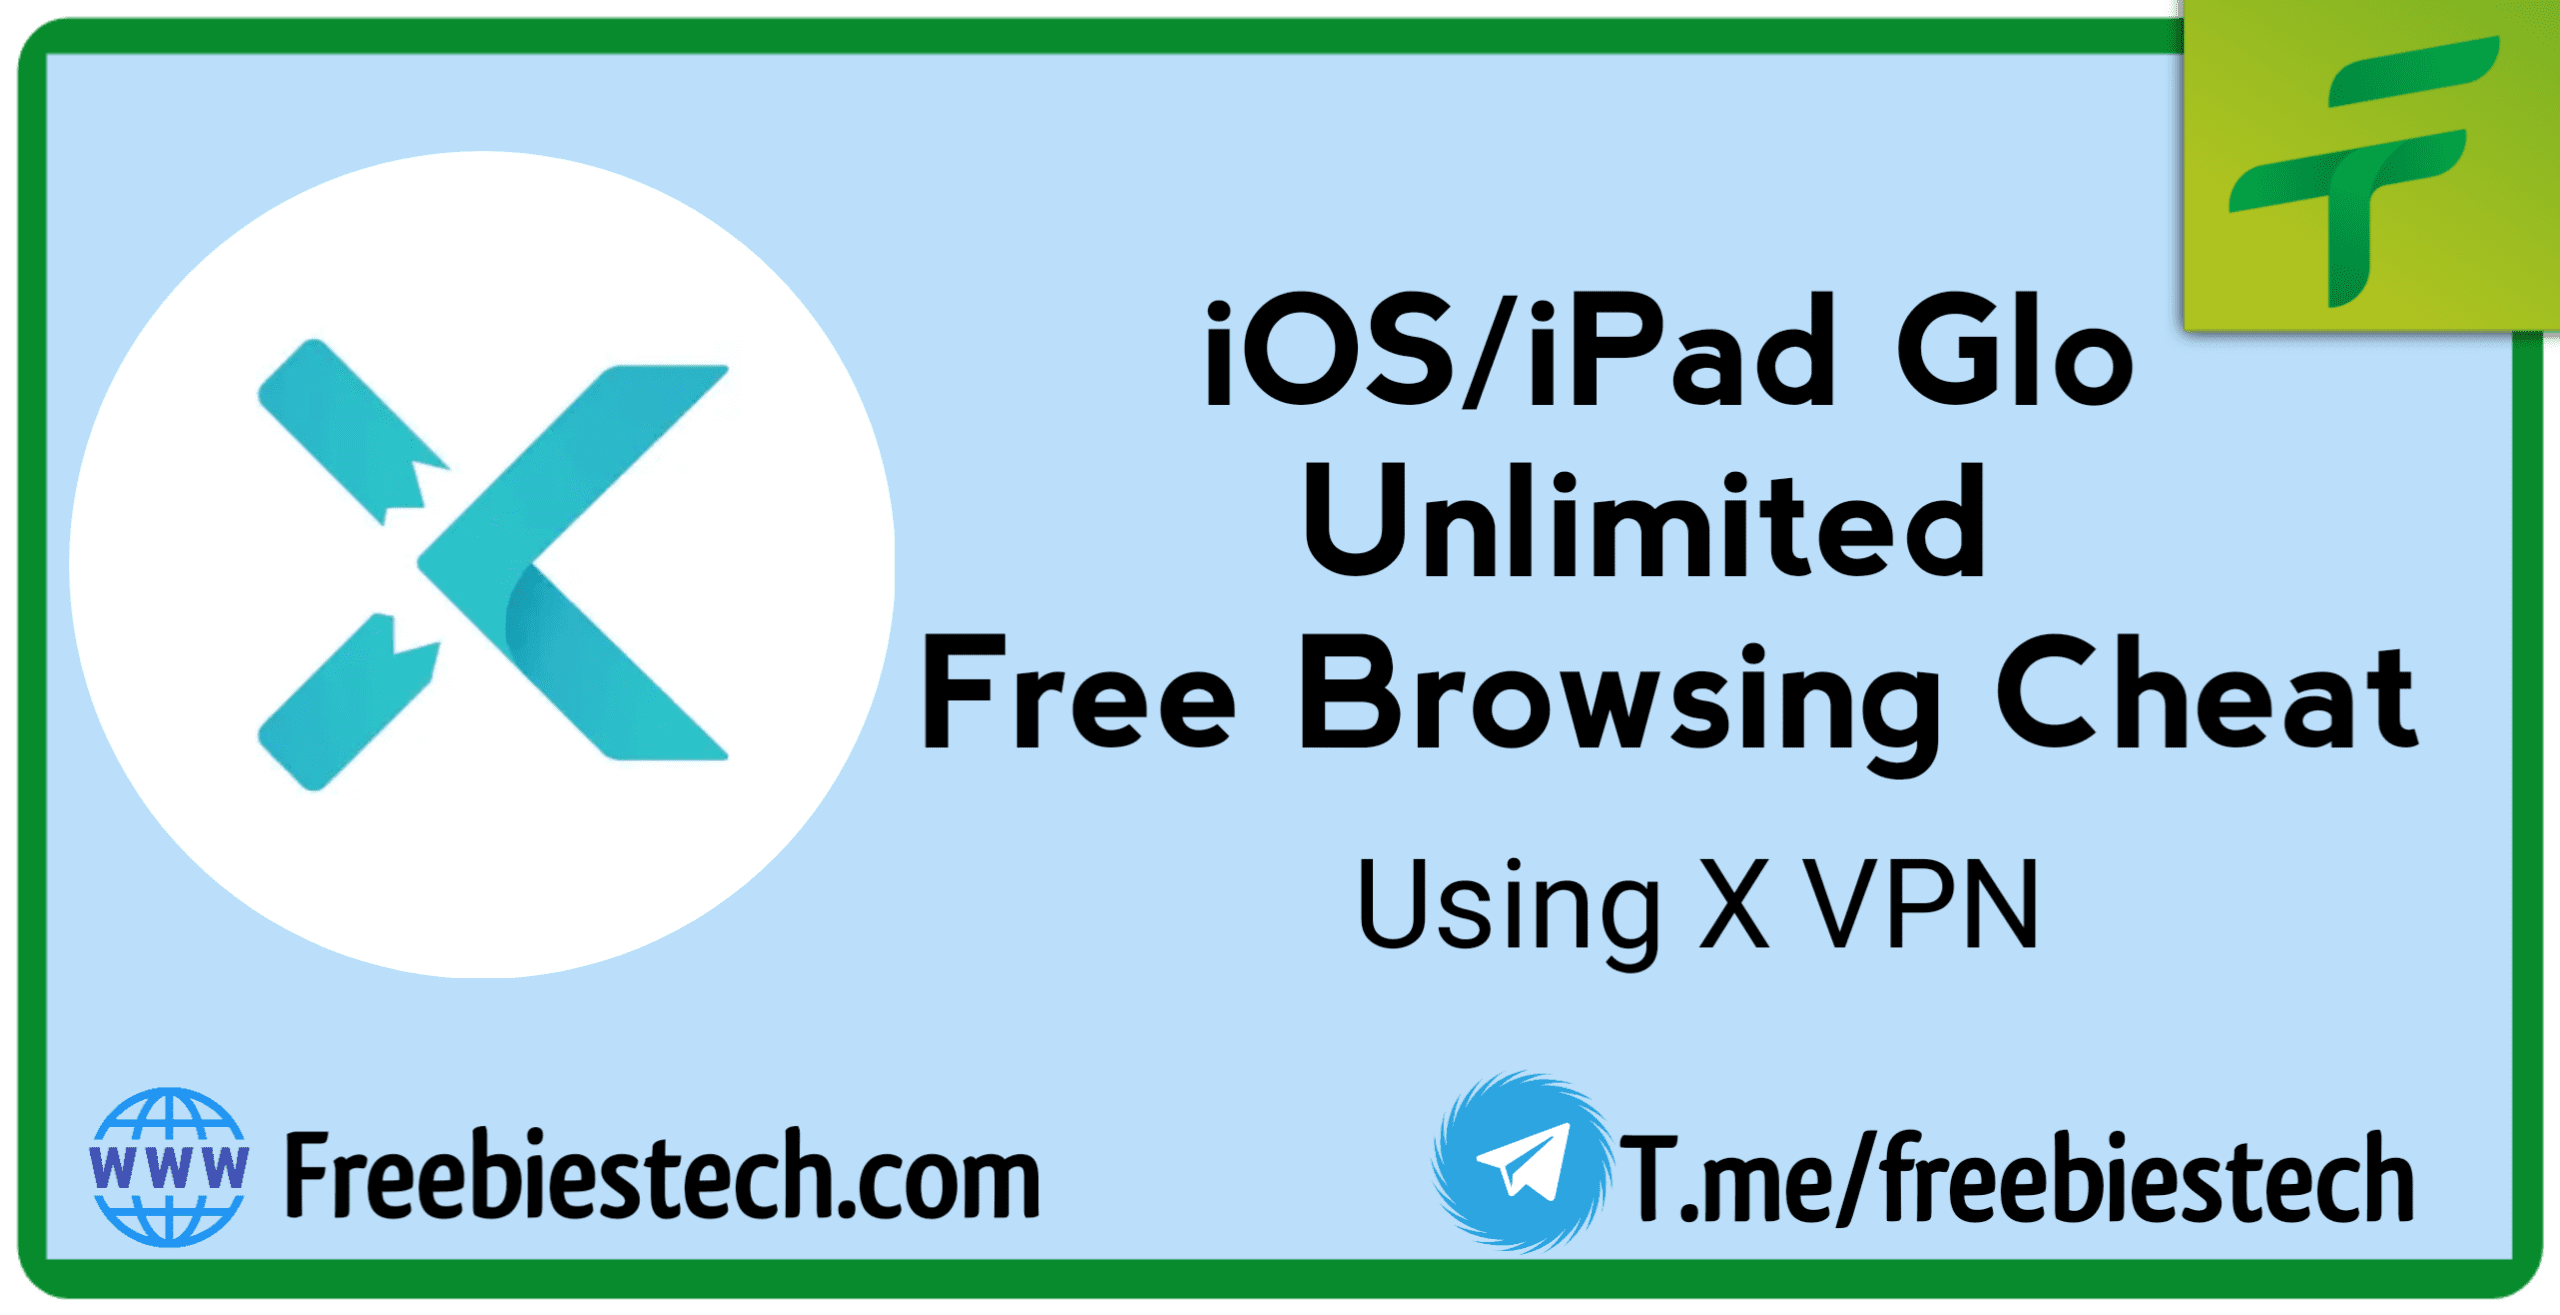 iOS/iPad Glo
Unlimited
Free Browsing Cheat
Using X VPN
www Freebiestech.com
T.me/freebiestech